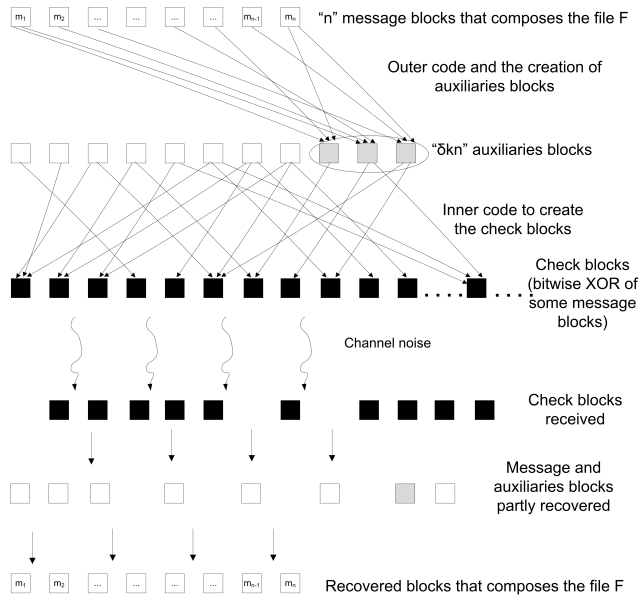 m1 m2 ... ... ... ... mn-1 mn "n" message blocks that composes the file F
Outer code and the creation of
auxiliaries blocks
"δkn" auxiliaries blocks
Inner code to create
the check blocks
Check blocks
(bitwise XOR of
some message
blocks)
Channel noise
Check blocks
received
Message and
auxiliaries blocks
partly recovered
m1 m2 ... ... ... ... mn-1 mn Recovered blocks that composes the file F